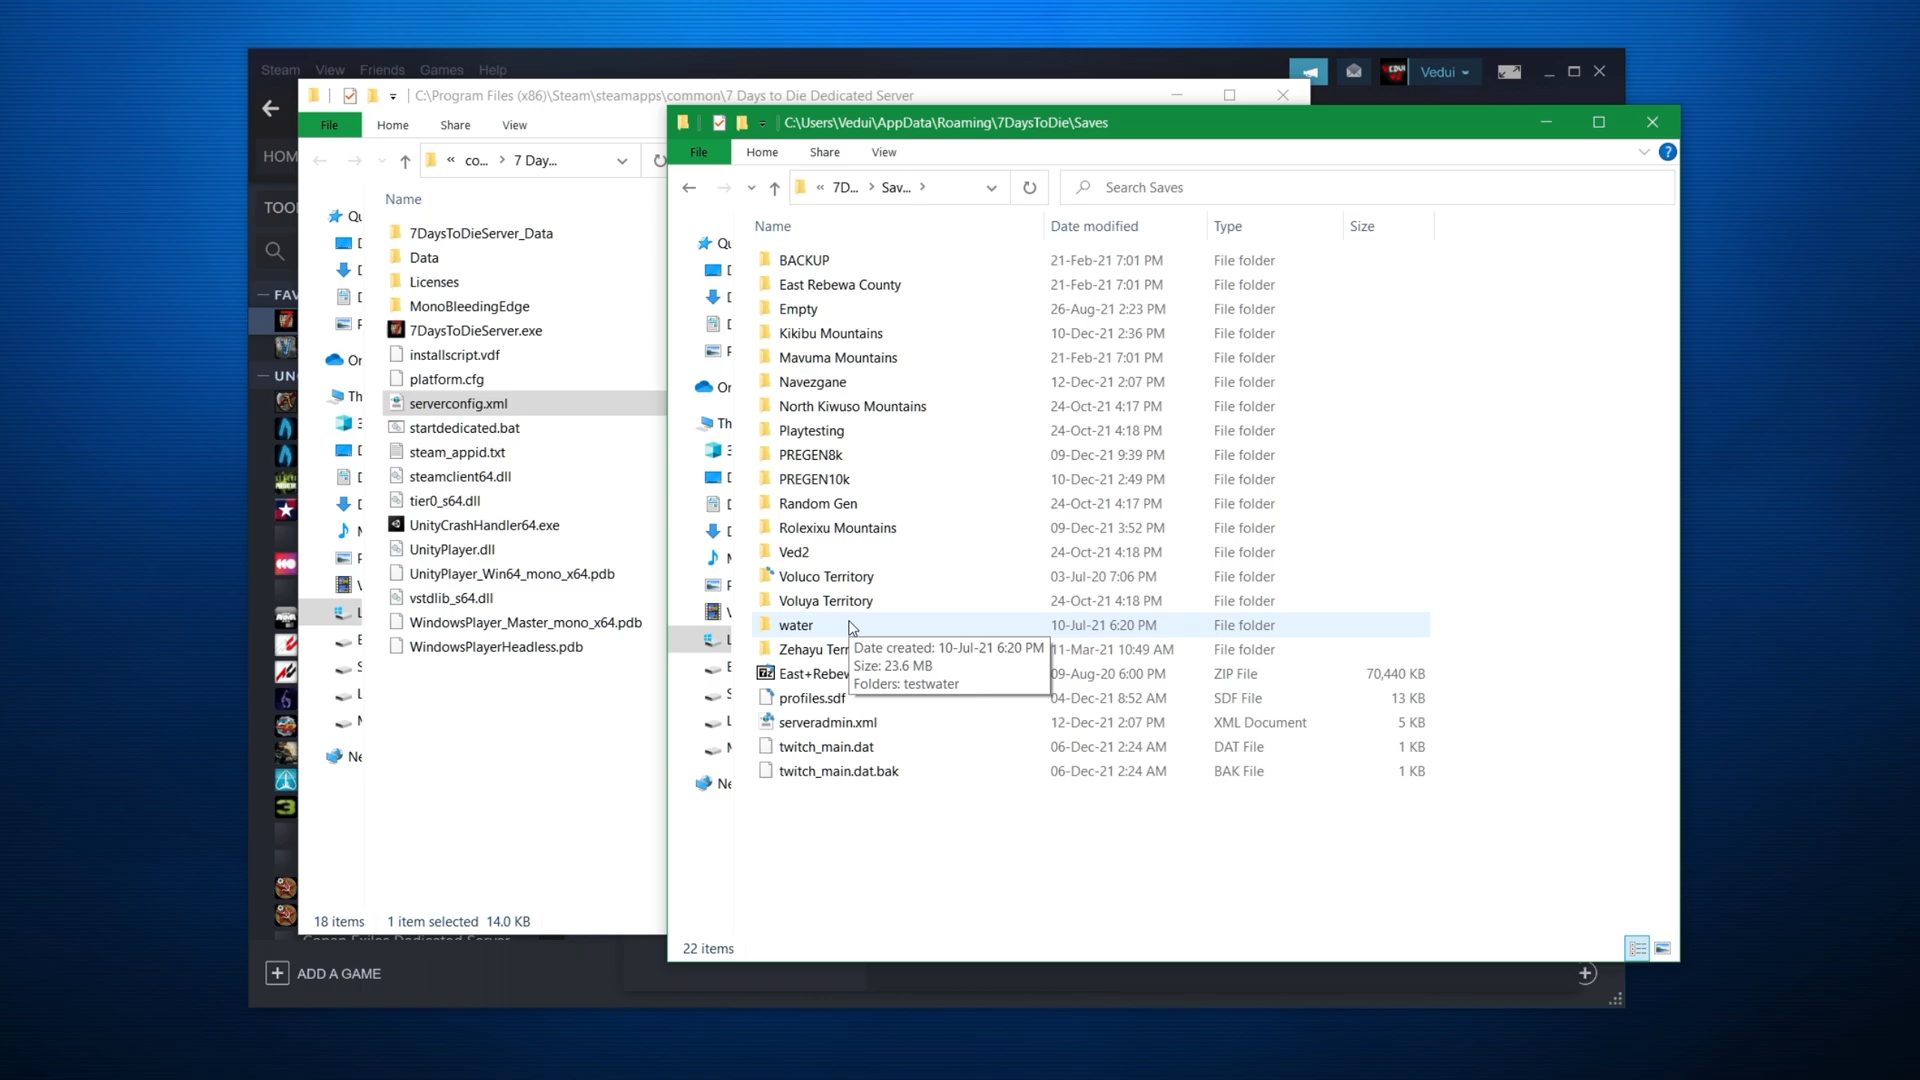 Steam View Friends Games Help
Vedui
C:\Program Files (x86)\Steam\steamapps\common\7 Days to Die Dedicated Server
File Home Share View
« co... > 7 Day...
HOM
TOO
FAV
UN
Name
7DaysToDieServer_Data
Data
Licenses
MonoBleedingEdge
7DaysToDieServer.exe
installscript.vdf
platform.cfg
serverconfig.xml
startdedicated.bat
steam_appid.txt
steamclient64.dll
tier0_s64.dll
UnityCrashHandler64.exe
UnityPlayer.dll
UnityPlayer_Win64_mono_x64.pdb
vstdlib_s64.dll
WindowsPlayer_Master_mono_x64.pdb
WindowsPlayerHeadless.pdb
18 items 1 item selected 14.0 KB
ADD A GAME
C:\Users\Vedui\AppData\Roaming\7DaysToDie\Saves
File Home Share View
« 7D... > Sav... >
Search Saves
Name Date modified Type Size
BACKUP 21-Feb-21 7:01 PM File folder
East Rebewa County 21-Feb-21 7:01 PM File folder
Empty 26-Aug-21 2:23 PM File folder
Kikibu Mountains 10-Dec-21 2:36 PM File folder
Mavuma Mountains 21-Feb-21 7:01 PM File folder
Navezgane 12-Dec-21 2:07 PM File folder
North Kiwuso Mountains 24-Oct-21 4:17 PM File folder
Playtesting 24-Oct-21 4:18 PM File folder
PREGEN8k 09-Dec-21 9:39 PM File folder
PREGEN10k 10-Dec-21 2:49 PM File folder
Random Gen 24-Oct-21 4:17 PM File folder
Rolexixu Mountains 09-Dec-21 3:52 PM File folder
Ved2 24-Oct-21 4:18 PM File folder
Voluco Territory 03-Jul-20 7:06 PM File folder
Voluya Territory 24-Oct-21 4:18 PM File folder
water 10-Jul-21 6:20 PM File folder
Zehayu Terr 11-Mar-21 10:49 AM File folder
East+Rebew 09-Aug-20 6:00 PM ZIP File 70,440 KB
profiles.sdf 04-Dec-21 8:52 AM SDF File 13 KB
serveradmin.xml 12-Dec-21 2:07 PM XML Document 5 KB
twitch_main.dat 06-Dec-21 2:24 AM DAT File 1 KB
twitch_main.dat.bak 06-Dec-21 2:24 AM BAK File 1 KB
Date created: 10-Jul-21 6:20 PM
Size: 23.6 MB
Folders: testwater
22 items